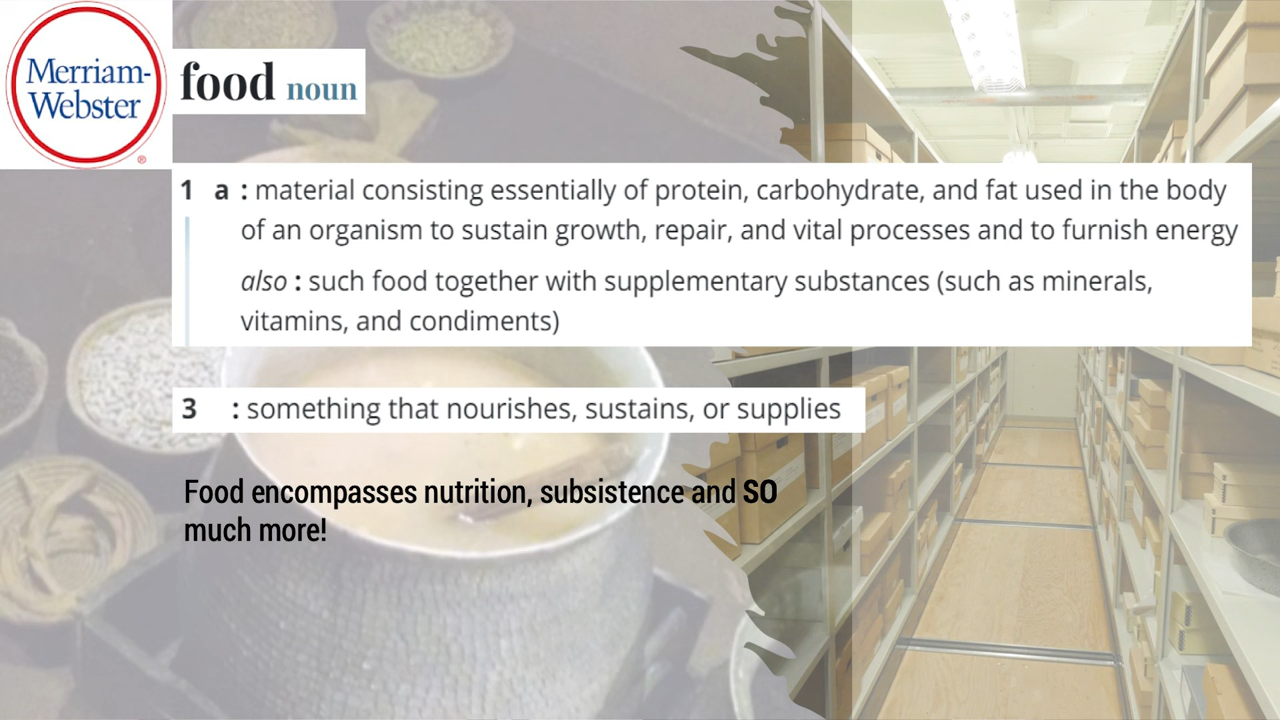 Merriam-
Webster
®
food noun
1 a : material consisting essentially of protein, carbohydrate, and fat used in the body
of an organism to sustain growth, repair, and vital processes and to furnish energy
also : such food together with supplementary substances (such as minerals,
vitamins, and condiments)
3 : something that nourishes, sustains, or supplies
Food encompasses nutrition, subsistence and SO
much more!